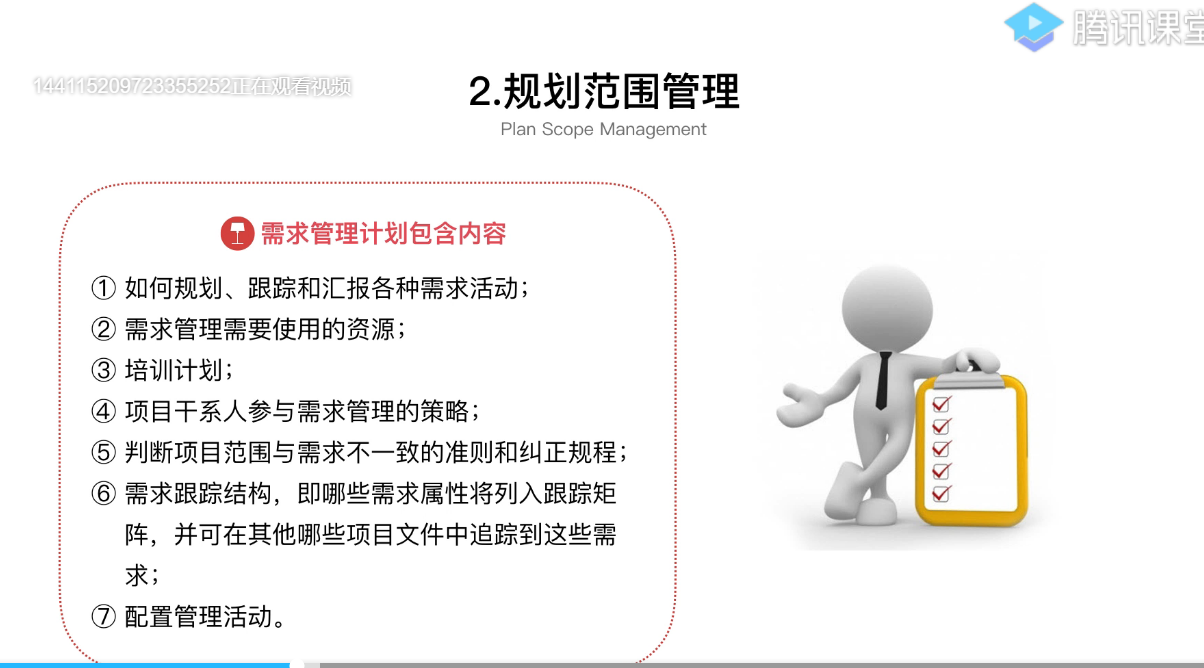 腾讯课堂
144115209723355252正在观看视频
2.规划范围管理
Plan Scope Management
需求管理计划包含内容
① 如何规划、跟踪和汇报各种需求活动；
② 需求管理需要使用的资源；
③ 培训计划；
④ 项目干系人参与需求管理的策略；
⑤ 判断项目范围与需求不一致的准则和纠正规程；
⑥ 需求跟踪结构，即哪些需求属性将列入跟踪矩
阵，并可在其他哪些项目文件中追踪到这些需
求；
⑦ 配置管理活动。